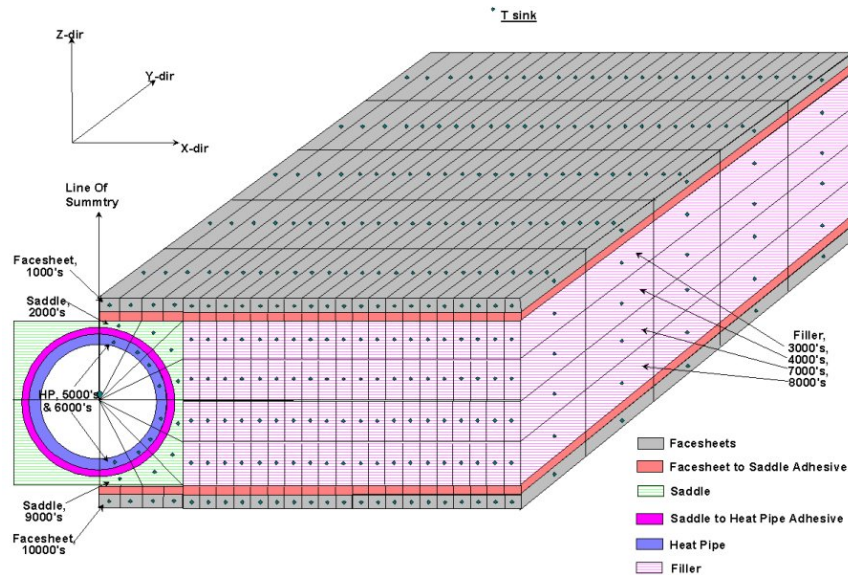 T sink
Z-dir
Y-dir
X-dir
Line Of
Summtry
Facesheet,
1000's
Saddle,
2000's
HP, 5000's
& 6000's
Filler,
3000's,
4000's,
7000's,
8000's
Saddle,
9000's
Facesheet,
10000's
Facesheets
Facesheet to Saddle Adhesive
Saddle
Saddle to Heat Pipe Adhesive
Heat Pipe
Filler